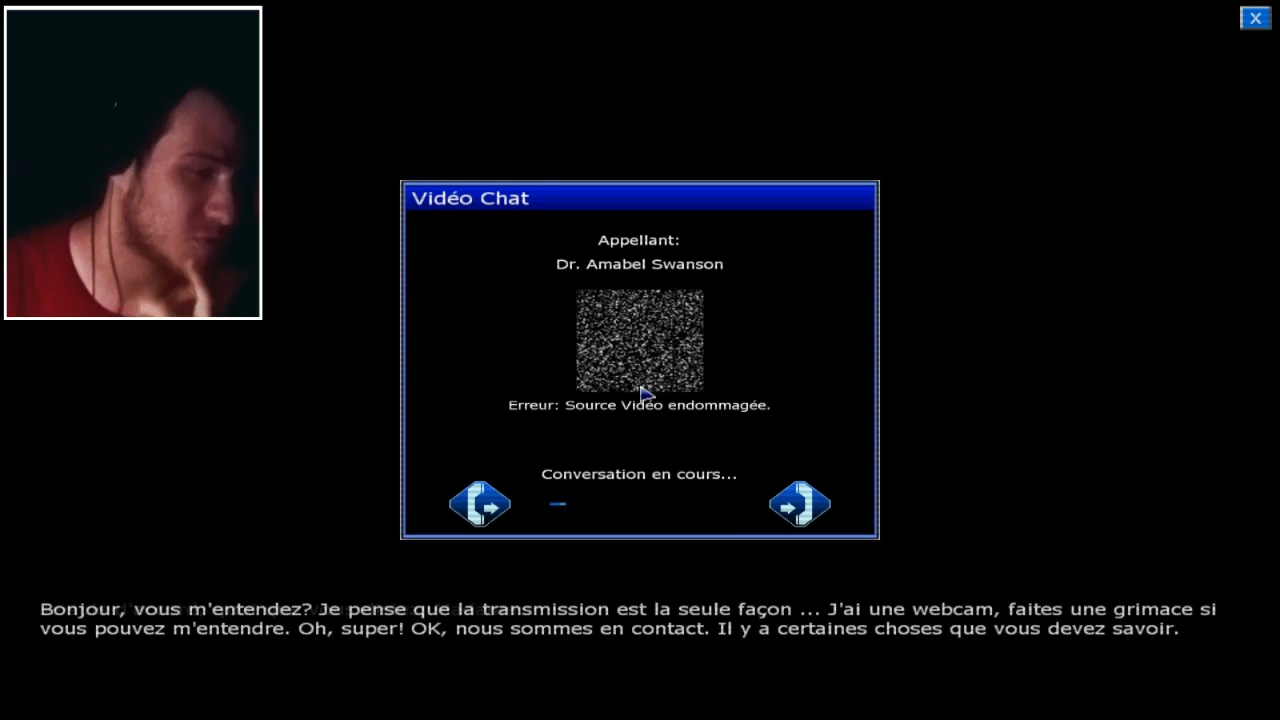 X
Vidéo Chat
Appellant:
Dr. Amabel Swanson
Erreur: Source Vidéo endommagée.
Conversation en cours...
Bonjour, vous m'entendez? Je pense que la transmission est la seule façon ... J'ai une webcam, faites une grimace si
vous pouvez m'entendre. Oh, super! OK, nous sommes en contact. Il y a certaines choses que vous devez savoir.